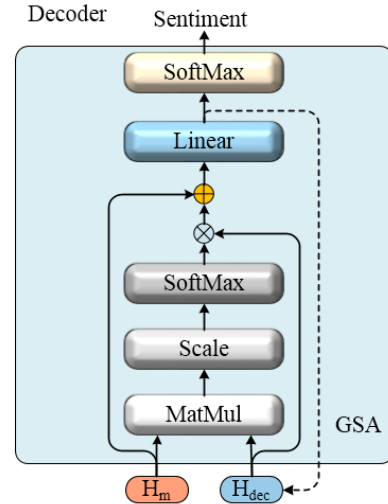 Decoder
Sentiment
SoftMax
Linear
SoftMax
Scale
MatMul
GSA
H_m
H_dec